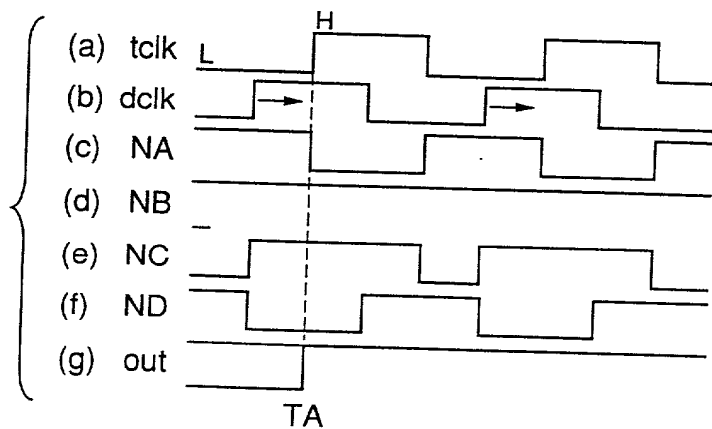 H
(a) tclk L
(b) dclk
(c) NA
(d) NB
(e) NC
(f) ND
(g) out
TA